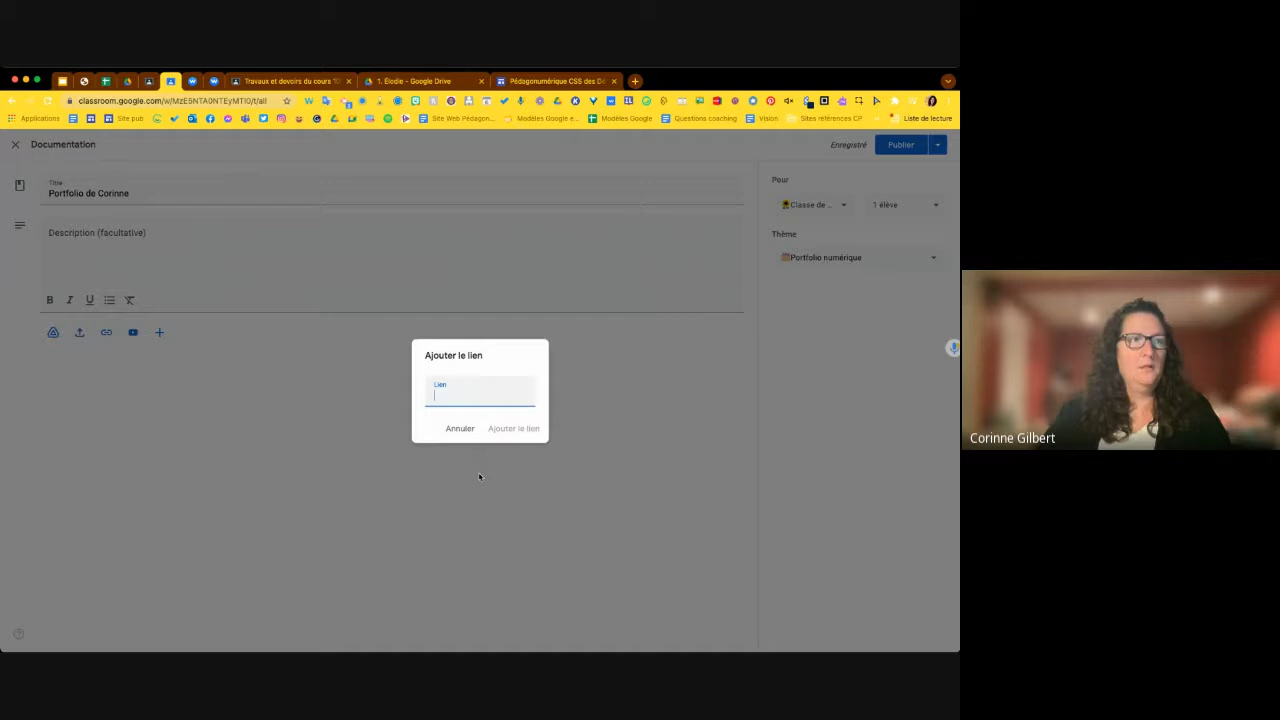 Travaux et devoirs du cours "D
1. Élodie - Google Drive
Pédagonumérique CSS des Dé
classroom.google.com/w/MzE5NTA0NTEyMTI0/t/all
Applications
Site pub
Site Web Pédagon...
Modèles Google e...
Modèles Google
Questions coaching
Vision
Sites références CP
Liste de lecture
Documentation
Enregistré
Publier
Title
Portfolio de Corinne
Description (facultative)
B I U
Pour
Classe de ...
1 élève
Thème
Portfolio numérique
Ajouter le lien
Lien
Annuler
Ajouter le lien
Corinne Gilbert